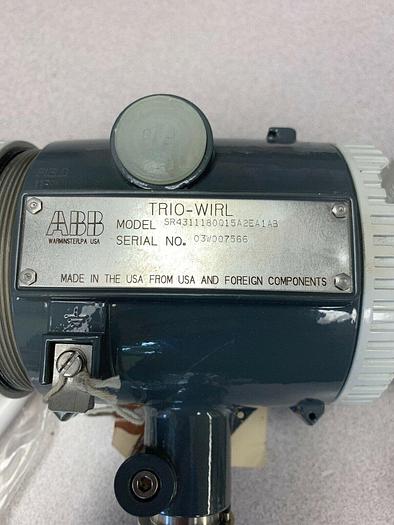 TRIO-WIRL
ABB
WARMINSTER/PA USA
MODEL SR4311180015A2EA1AB
SERIAL NO. 03W007566
MADE IN THE USA FROM USA AND FOREIGN COMPONENTS